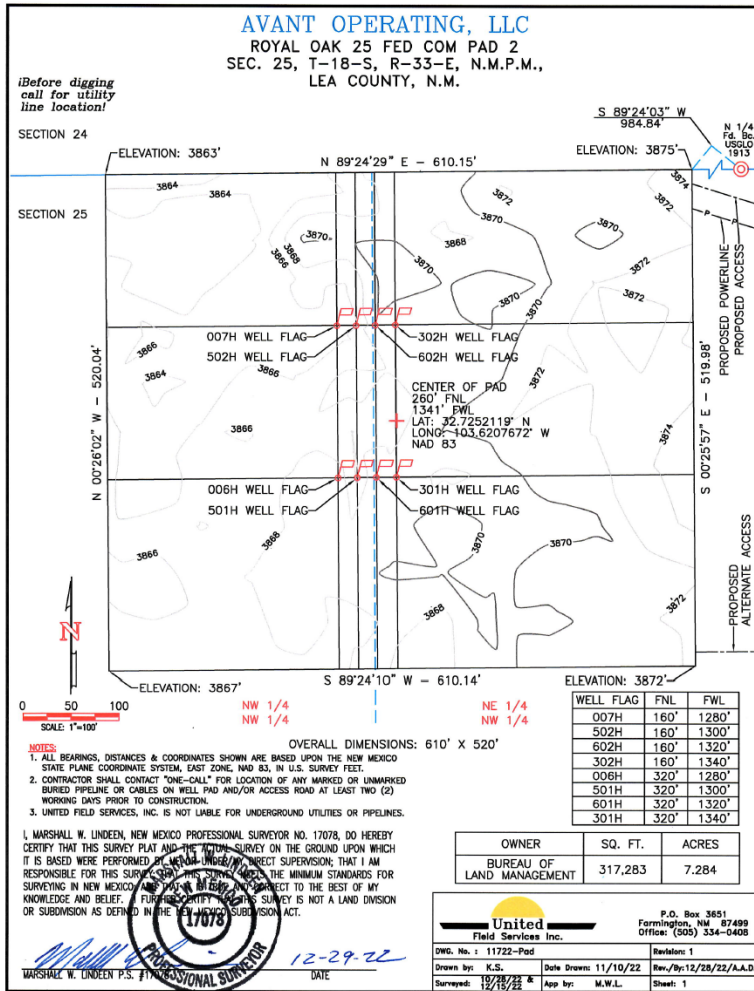 AVANT OPERATING, LLC
ROYAL OAK 25 FED COM PAD 2
SEC. 25, T-18-S, R-33-E, N.M.P.M.,
LEA COUNTY, N.M.
¡Before digging
call for utility
line location!
SECTION 24
SECTION 25
S 89°24'03" W
984.84'
N 1/4
Fd. Bc.
USGLO
1913
ELEVATION: 3863'
N 89°24'29" E - 610.15'
ELEVATION: 3875'
3864
3864
3866
3868
3866
3870
3870
3868
3872
3870
3870
3872
3874
3872
3872
P
P
PROPOSED POWERLINE
PROPOSED ACCESS
007H WELL FLAG
502H WELL FLAG
302H WELL FLAG
602H WELL FLAG
3866
3864
3868
3866
3872
3874
CENTER OF PAD
260' FNL
1341' FWL
LAT: 32.7252119° N
LONG: 103.6207672° W
NAD 83
N 00°26'02" W - 520.04'
S 00°25'57" E - 519.98'
006H WELL FLAG
501H WELL FLAG
301H WELL FLAG
601H WELL FLAG
3868
3866
3870
3870
3868
3872
PROPOSED
ALTERNATE ACCESS
N
ELEVATION: 3867'
S 89°24'10" W - 610.14'
ELEVATION: 3872'
0 50 100
SCALE: 1"=100'
NW 1/4
NW 1/4
NE 1/4
NW 1/4
OVERALL DIMENSIONS: 610' X 520'
WELL FLAG FNL FWL
007H 160' 1280'
502H 160' 1300'
602H 160' 1320'
302H 160' 1340'
006H 320' 1280'
501H 320' 1300'
601H 320' 1320'
301H 320' 1340'
NOTES:
1. ALL BEARINGS, DISTANCES & COORDINATES SHOWN ARE BASED UPON THE NEW MEXICO
STATE PLANE COORDINATE SYSTEM, EAST ZONE, NAD 83, IN U.S. SURVEY FEET.
2. CONTRACTOR SHALL CONTACT "ONE-CALL" FOR LOCATION OF ANY MARKED OR UNMARKED
BURIED PIPELINE OR CABLES ON WELL PAD AND/OR ACCESS ROAD AT LEAST TWO (2)
WORKING DAYS PRIOR TO CONSTRUCTION.
3. UNITED FIELD SERVICES, INC. IS NOT LIABLE FOR UNDERGROUND UTILITIES OR PIPELINES.
I, MARSHALL W. LINDEEN, NEW MEXICO PROFESSIONAL SURVEYOR NO. 17078, DO HEREBY
CERTIFY THAT THIS SURVEY PLAT AND THE ACTUAL SURVEY ON THE GROUND UPON WHICH
IT IS BASED WERE PERFORMED BY ME OR UNDER MY DIRECT SUPERVISION; THAT I AM
RESPONSIBLE FOR THIS SURVEY; THAT THIS SURVEY MEETS THE MINIMUM STANDARDS FOR
SURVEYING IN NEW MEXICO; AND THAT IS TRUE AND CORRECT TO THE BEST OF MY
KNOWLEDGE AND BELIEF. I FURTHER CERTIFY THAT THIS SURVEY IS NOT A LAND DIVISION
OR SUBDIVISION AS DEFINED IN THE NEW MEXICO SUBDIVISION ACT.
MARSHALL W. LINDEEN
NEW MEXICO
17078
PROFESSIONAL SURVEYOR
12-29-22
MARSHALL W. LINDEEN P.S. #17078
DATE
OWNER SQ. FT. ACRES
BUREAU OF
LAND MANAGEMENT 317,283 7.284
United
Field Services Inc.
P.O. Box 3651
Farmington, NM 87499
Office: (505) 334-0408
DWG. No. : 11722-Pad Revision: 1
Drawn by: K.S. Date Drawn: 11/10/22 Rev./By: 12/28/22/A.A.D
Surveyed: 10/28/22 & 12/15/22 App by: M.W.L. Sheet: 1